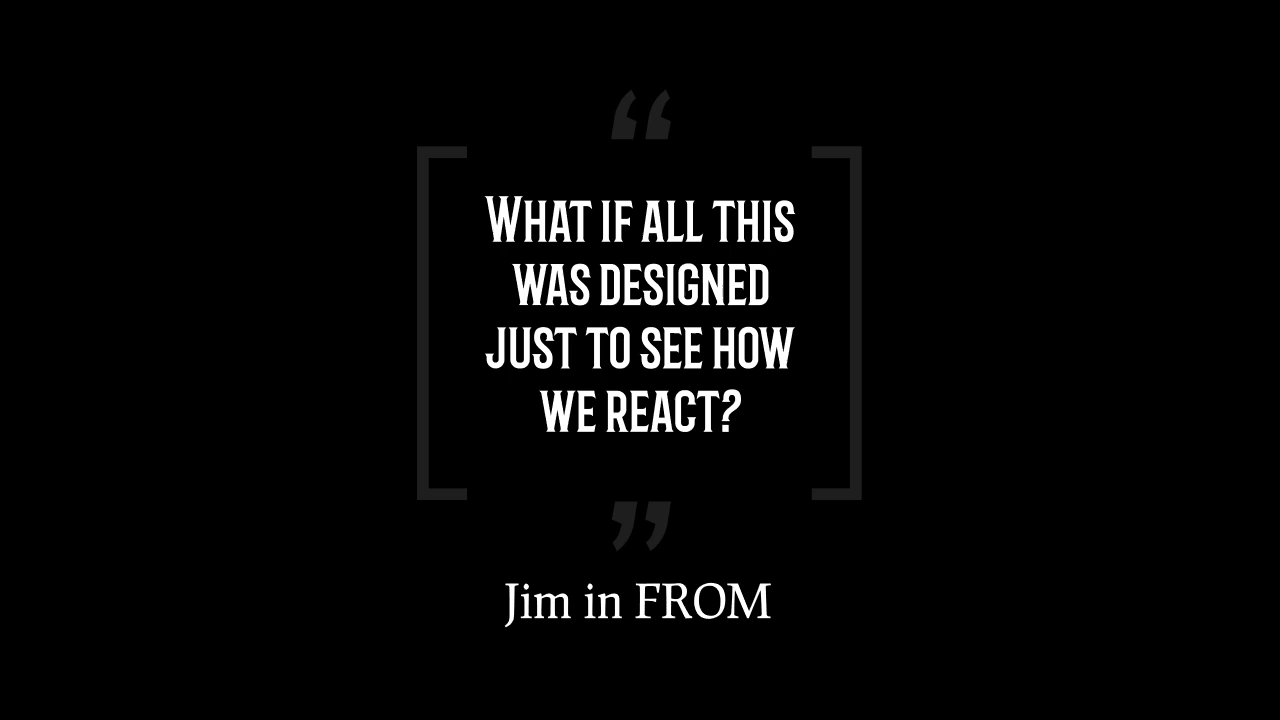 “
What if all this
was designed
just to see how
we react?
”
Jim in FROM